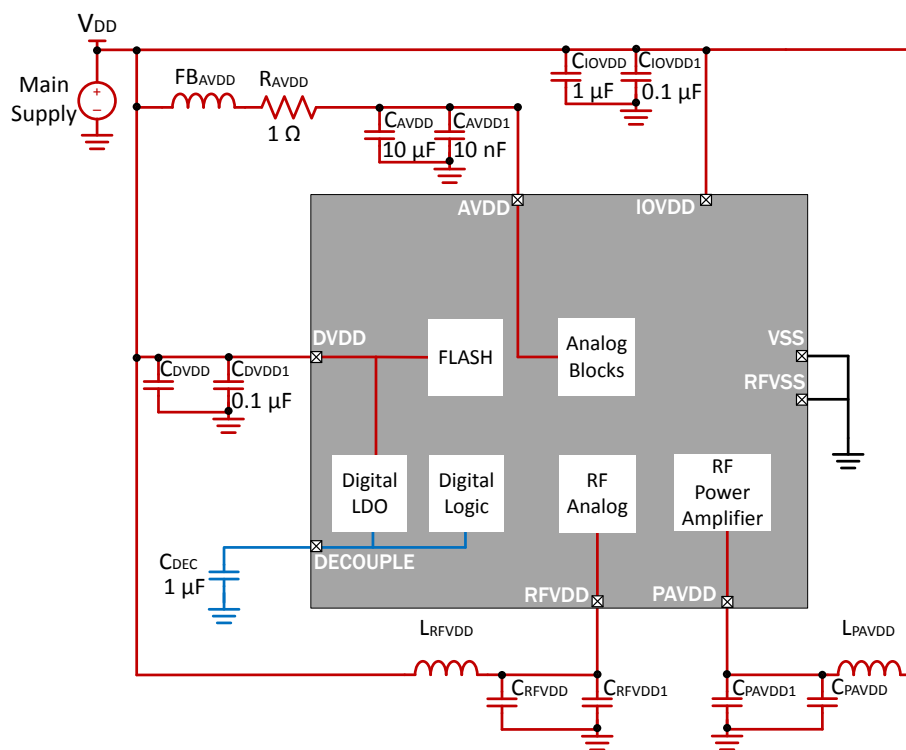 VDD
Main
Supply
+
−
FBAVDD
RAVDD
1 Ω
CAVDD
10 µF
CAVDD1
10 nF
CIOVDD
1 µF
CIOVDD1
0.1 µF
AVDD
IOVDD
DVDD
CDVDD
CDVDD1
0.1 µF
FLASH
Analog
Blocks
VSS
RFVSS
Digital
LDO
Digital
Logic
RF
Analog
RF
Power
Amplifier
CDEC
1 µF
DECOUPLE
RFVDD
PAVDD
LRFVDD
LPAVDD
CRFVDD
CRFVDD1
CPAVDD1
CPAVDD